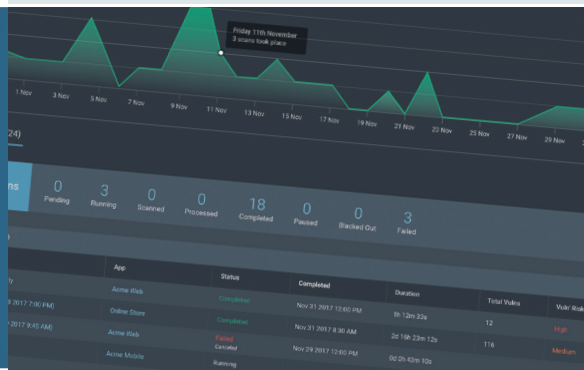 Friday 11th November
3 scans took place
1 Nov 3 Nov 5 Nov 7 Nov 9 Nov 11 Nov 13 Nov 15 Nov 17 Nov 19 Nov 21 Nov 23 Nov 25 Nov 27 Nov 29 Nov
24)
ns
0 3 0 0 18 0 0 3
Pending Running Scanned Processed Completed Paused Blacked Out Failed
App Status Completed Duration Total Vulns Vuln Risk
Acme Web Completed Nov 31 2017 12:00 PM 1h 12m 33s 12 High
2017 7:00 PM) Online Store Completed Nov 31 2017 8:30 AM 2d 16h 23m 12s 116 Medium
2017 9:45 AM) Acme Web Failed Nov 29 2017 12:00 PM 0d 0h 43m 10s
Canceled
Acme Mobile Running